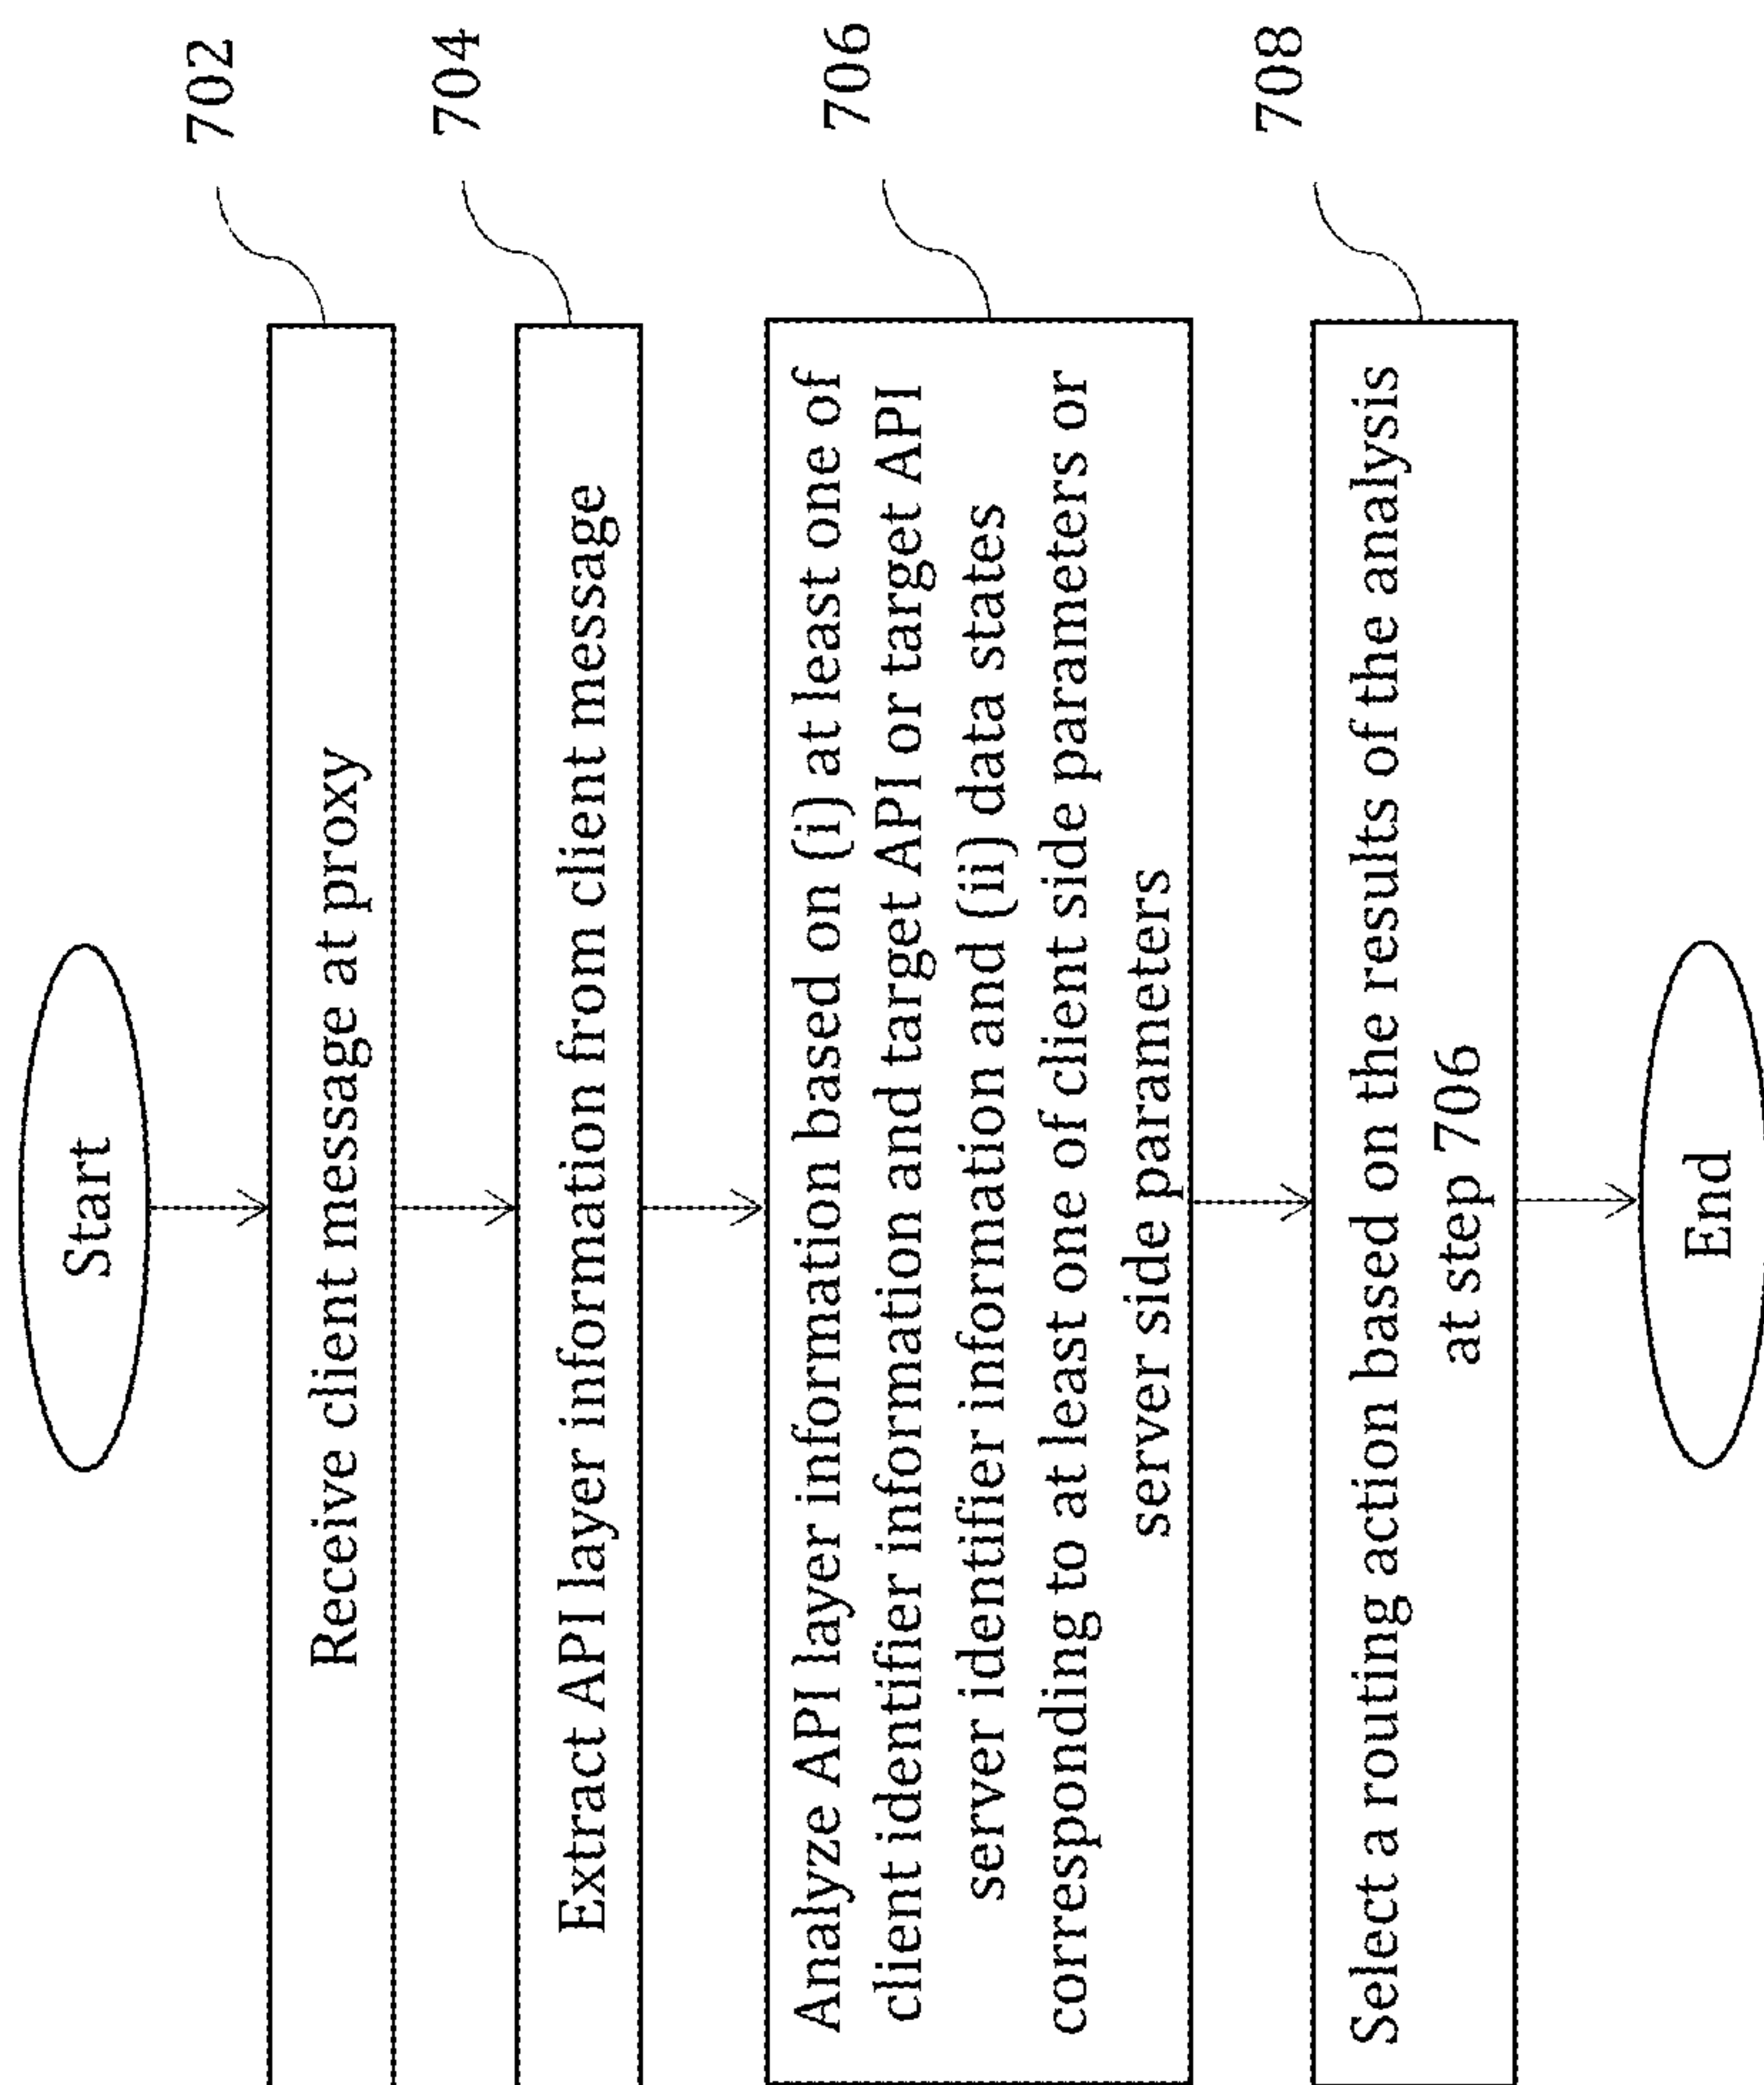 Start
Receive client message at proxy
702
Extract API layer information from client message
704
Analyze API layer information based on (i) at least one of
client identifier information and target API or target API
server identifier information and (ii) data states
corresponding to at least one of client side parameters or
server side parameters
706
Select a routing action based on the results of the analysis
at step 706
708
End